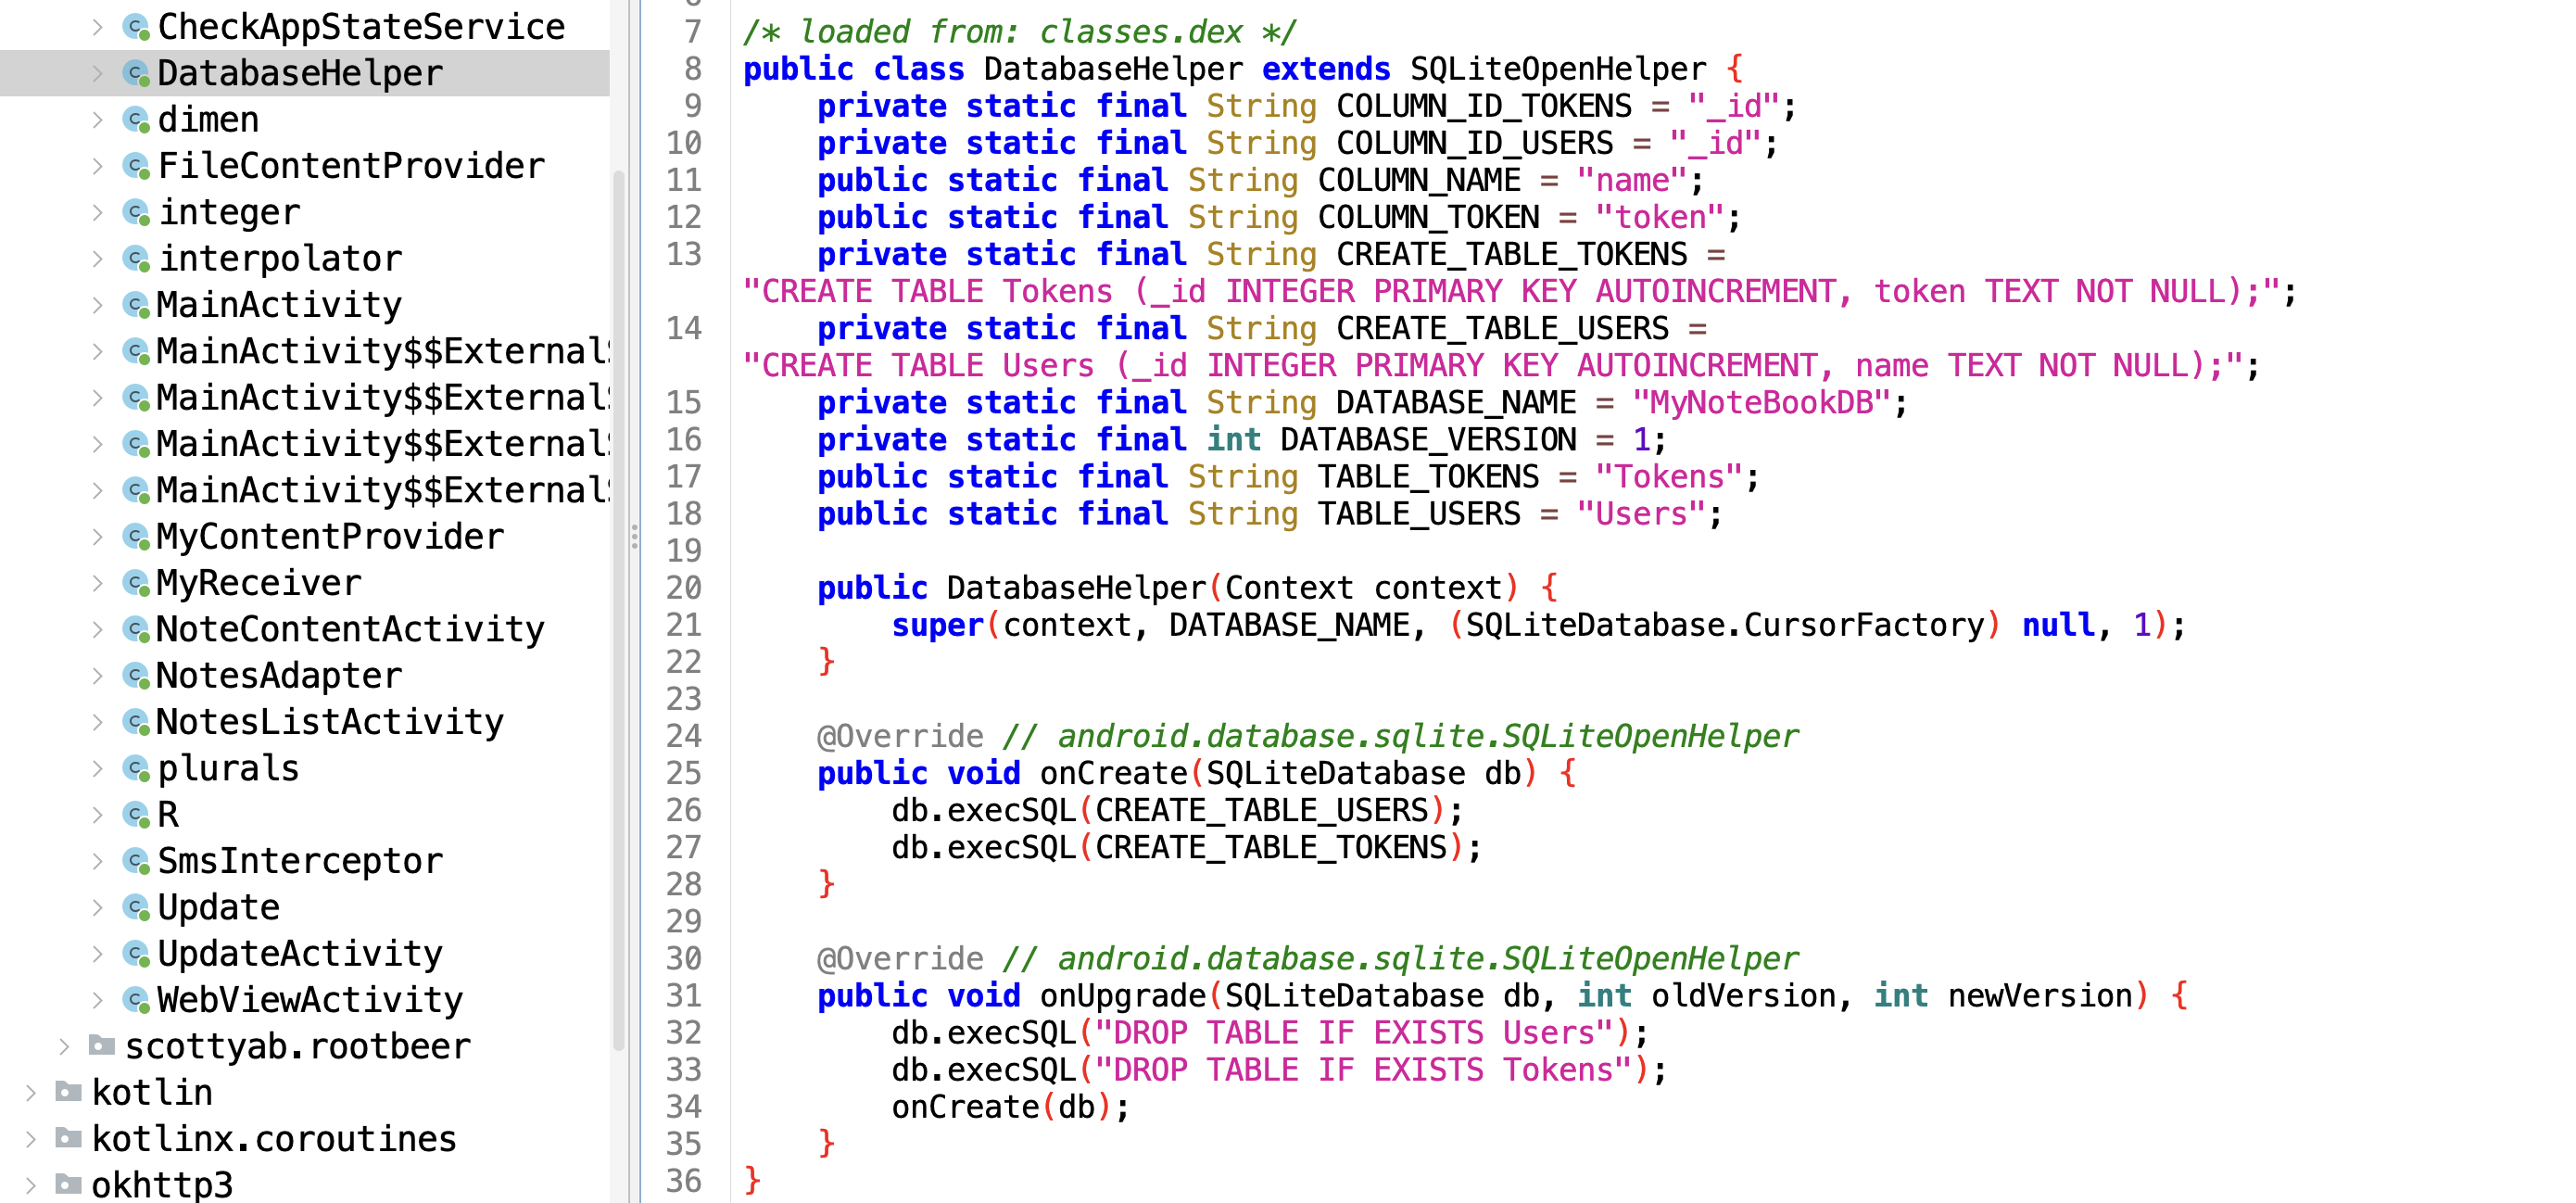 CheckAppStateService
DatabaseHelper
dimen
FileContentProvider
integer
interpolator
MainActivity
MainActivity$$External
MainActivity$$External
MainActivity$$External
MainActivity$$External
MyContentProvider
MyReceiver
NoteContentActivity
NotesAdapter
NotesListActivity
plurals
R
SmsInterceptor
Update
UpdateActivity
WebViewActivity
scottyab.rootbeer
kotlin
kotlinx.coroutines
okhttp3
7 /* loaded from: classes.dex */
8 public class DatabaseHelper extends SQLiteOpenHelper {
9 private static final String COLUMN_ID_TOKENS = "_id";
10 private static final String COLUMN_ID_USERS = "_id";
11 public static final String COLUMN_NAME = "name";
12 public static final String COLUMN_TOKEN = "token";
13 private static final String CREATE_TABLE_TOKENS =
"CREATE TABLE Tokens (_id INTEGER PRIMARY KEY AUTOINCREMENT, token TEXT NOT NULL);";
14 private static final String CREATE_TABLE_USERS =
"CREATE TABLE Users (_id INTEGER PRIMARY KEY AUTOINCREMENT, name TEXT NOT NULL);";
15 private static final String DATABASE_NAME = "MyNoteBookDB";
16 private static final int DATABASE_VERSION = 1;
17 public static final String TABLE_TOKENS = "Tokens";
18 public static final String TABLE_USERS = "Users";
19
20 public DatabaseHelper(Context context) {
21 super(context, DATABASE_NAME, (SQLiteDatabase.CursorFactory) null, 1);
22 }
23
24 @Override // android.database.sqlite.SQLiteOpenHelper
25 public void onCreate(SQLiteDatabase db) {
26 db.execSQL(CREATE_TABLE_USERS);
27 db.execSQL(CREATE_TABLE_TOKENS);
28 }
29
30 @Override // android.database.sqlite.SQLiteOpenHelper
31 public void onUpgrade(SQLiteDatabase db, int oldVersion, int newVersion) {
32 db.execSQL("DROP TABLE IF EXISTS Users");
33 db.execSQL("DROP TABLE IF EXISTS Tokens");
34 onCreate(db);
35 }
36 }